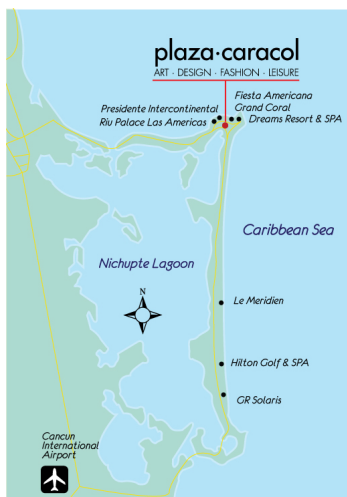 plaza·caracol
ART · DESIGN · FASHION · LEISURE
Fiesta Americana
Grand Coral
Presidente Intercontinental
Riu Palace Las Americas
Dreams Resort & SPA
Caribbean Sea
Nichupte Lagoon
N
Le Meridien
Hilton Golf & SPA
GR Solaris
Cancun
International
Airport